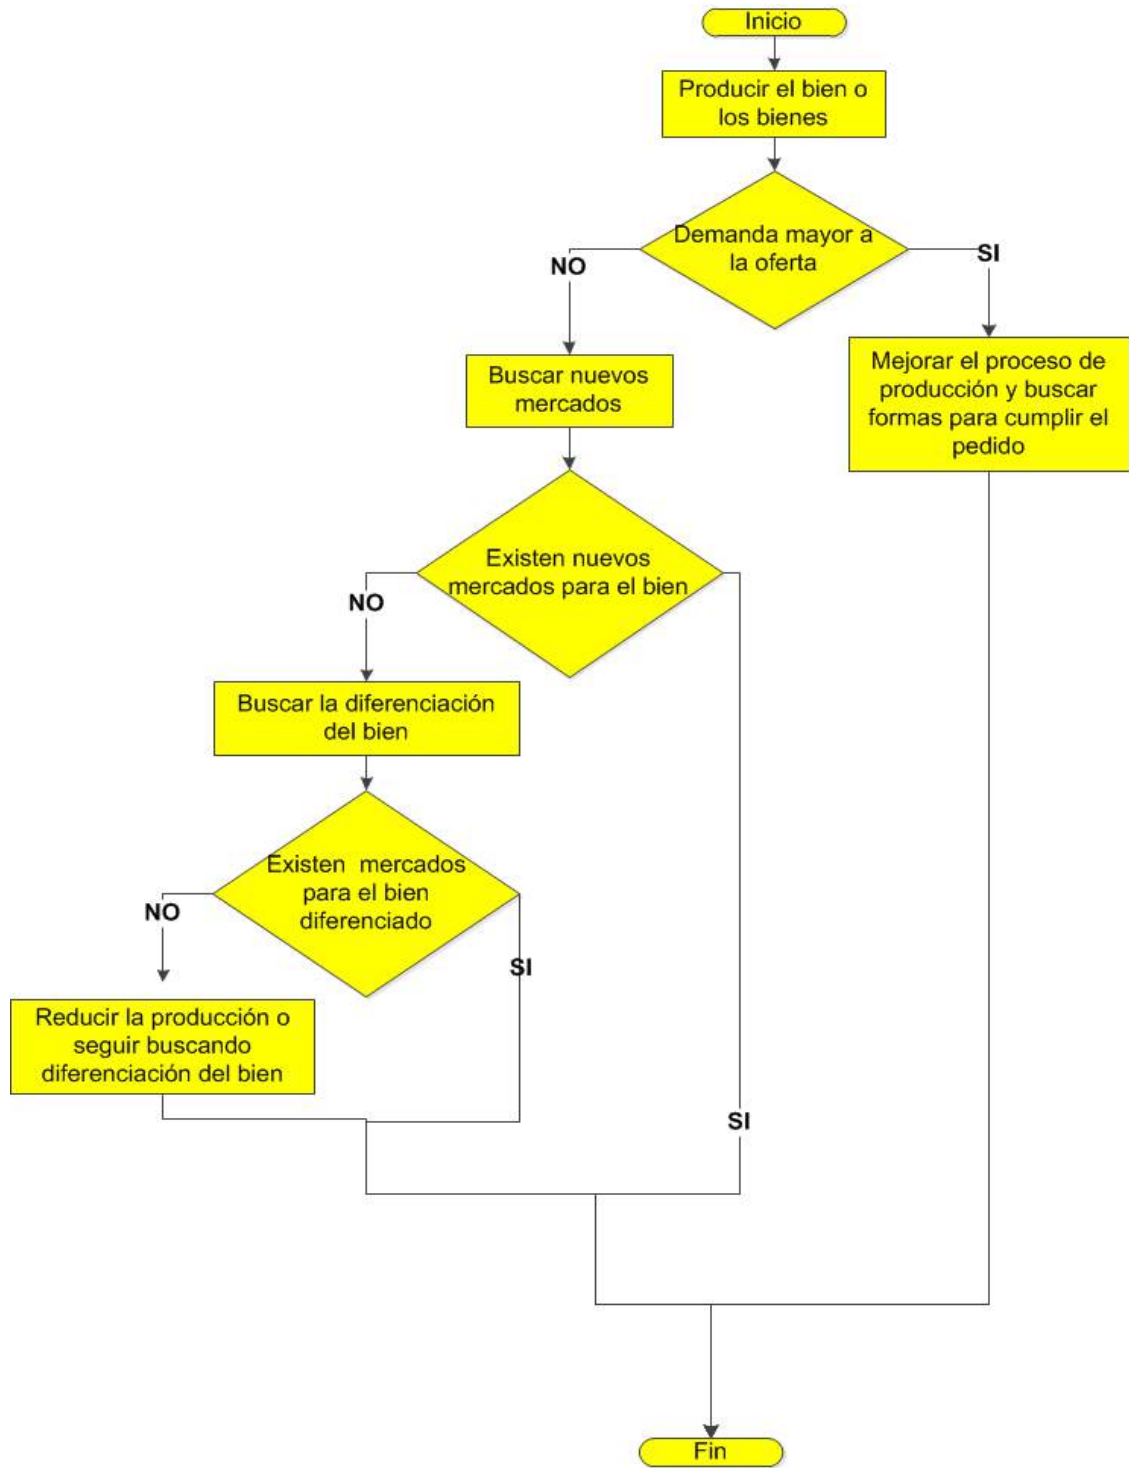 Inicio
Producir el bien o
los bienes
Demanda mayor a
la oferta
NO
SI
Buscar nuevos
mercados
Mejorar el proceso de
producción y buscar
formas para cumplir el
pedido
Existen nuevos
mercados para el bien
NO
Buscar la diferenciación
del bien
Existen mercados
para el bien
diferenciado
NO
SI
Reducir la producción o
seguir buscando
diferenciación del bien
SI
Fin